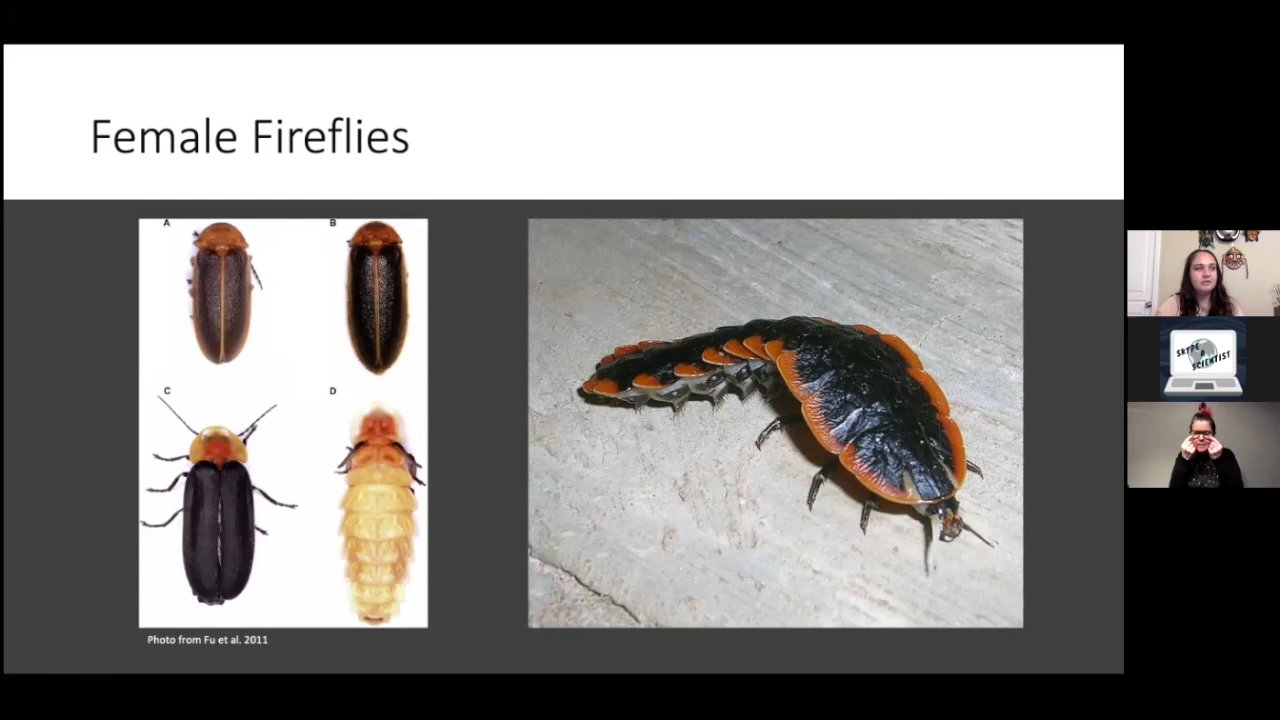 Female Fireflies
A
B
C
D
Photo from Fu et al. 2011
SKYPE
A
SCIENTIST